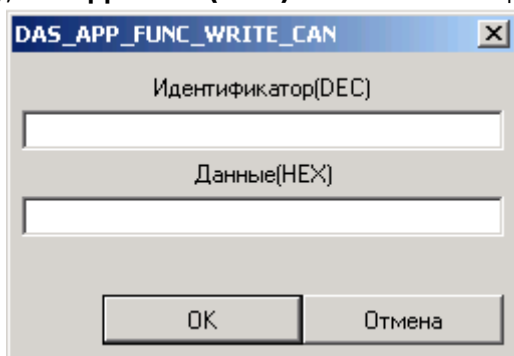 DAS_APP_FUNC_WRITE_CAN
Идентификатор(DEC)
Данные(HEX)
OK
Отмена